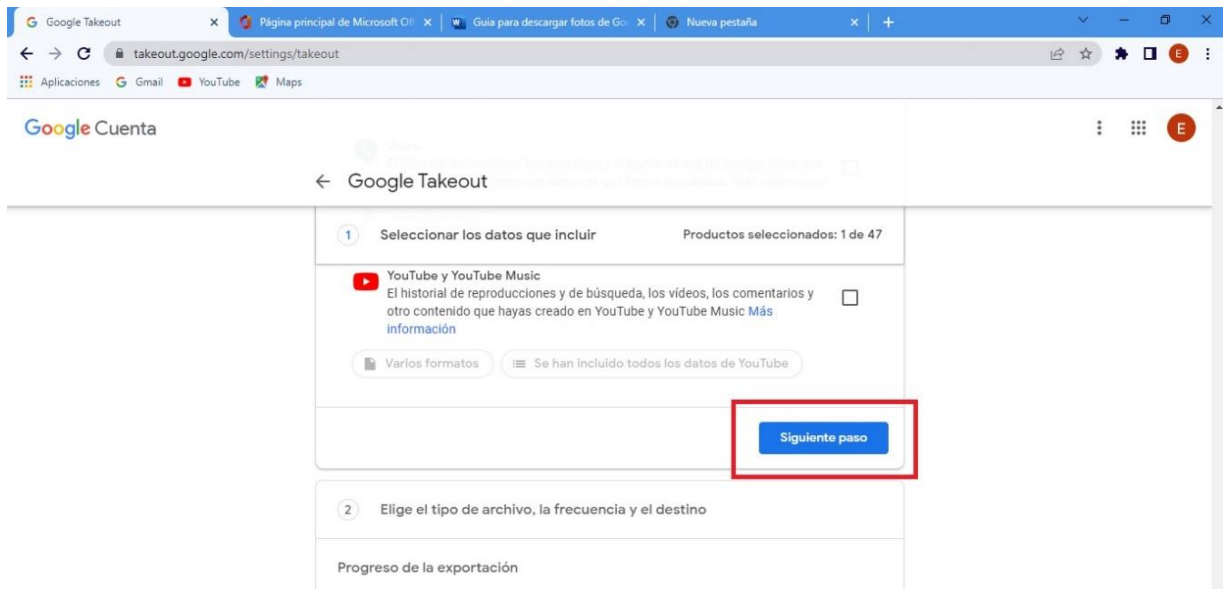 Google Takeout
Página principal de Microsoft Off
Guia para descargar fotos de Go
Nueva pestaña
takeout.google.com/settings/takeout
E
Aplicaciones
Gmail
YouTube
Maps
Google Cuenta
E
Google Takeout
1 Seleccionar los datos que incluir
Productos seleccionados: 1 de 47
YouTube y YouTube Music
El historial de reproducciones y de búsqueda, los vídeos, los comentarios y
otro contenido que hayas creado en YouTube y YouTube Music Más
información
Varios formatos
Se han incluido todos los datos de YouTube
Siguiente paso
2 Elige el tipo de archivo, la frecuencia y el destino
Progreso de la exportación